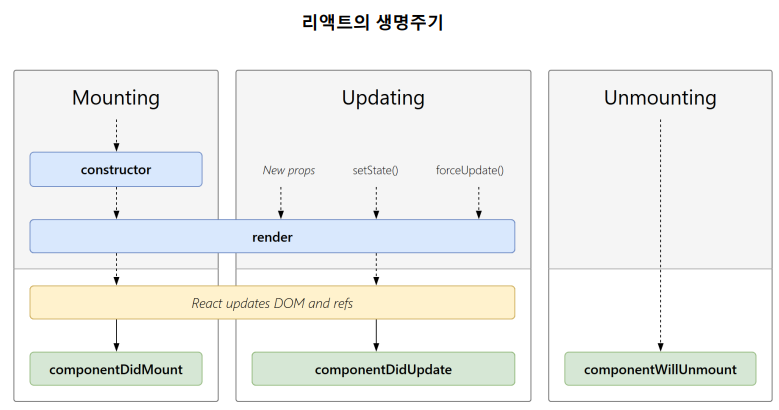 리액트의 생명주기
Mounting
Updating
Unmounting
constructor
New props
setState()
forceUpdate()
render
React updates DOM and refs
componentDidMount
componentDidUpdate
componentWillUnmount